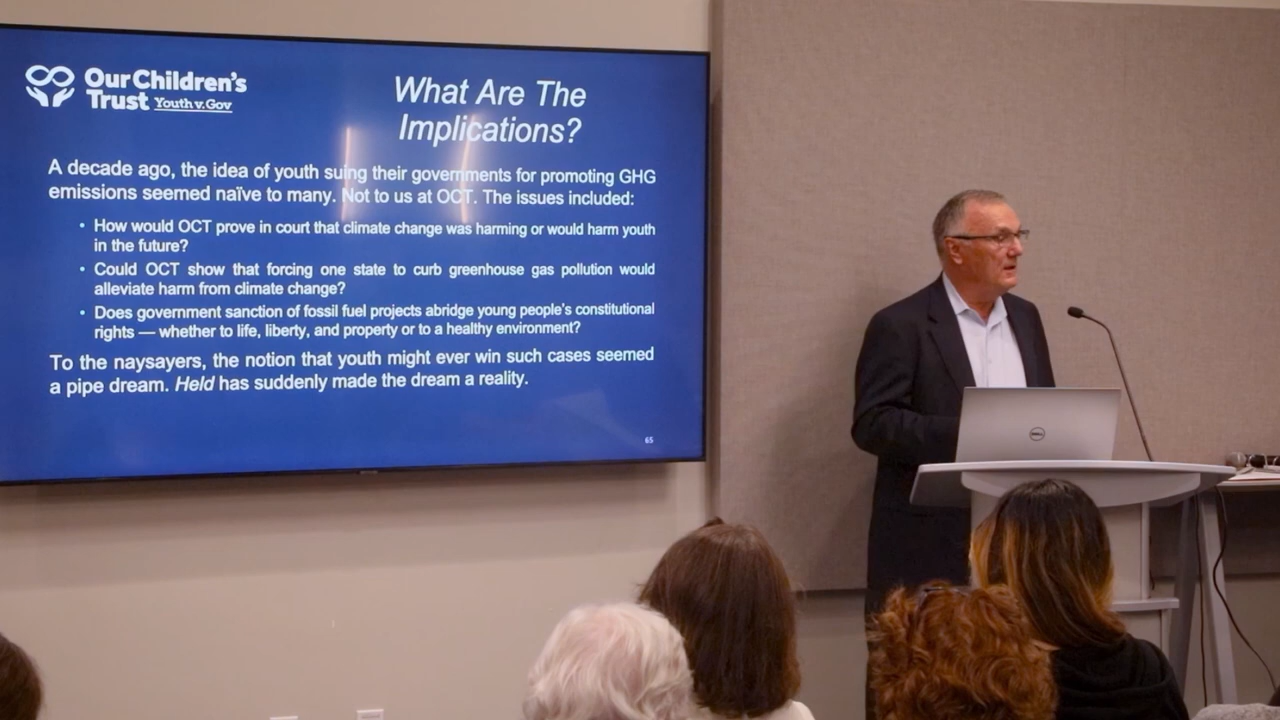 Our Children's
Trust Youth v. Gov
What Are The
Implications?
A decade ago, the idea of youth suing their governments for promoting GHG
emissions seemed naïve to many. Not to us at OCT. The issues included:
• How would OCT prove in court that climate change was harming or would harm youth
in the future?
• Could OCT show that forcing one state to curb greenhouse gas pollution would
alleviate harm from climate change?
• Does government sanction of fossil fuel projects abridge young people's constitutional
rights — whether to life, liberty, and property or to a healthy environment?
To the naysayers, the notion that youth might ever win such cases seemed
a pipe dream. Held has suddenly made the dream a reality.
65
DELL